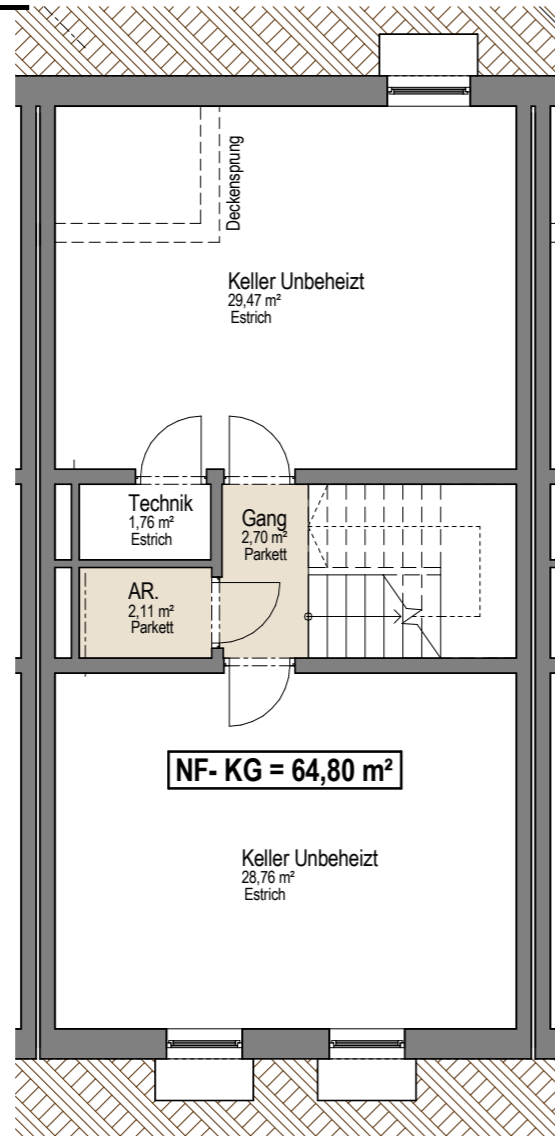 Deckensprung
Keller Unbeheizt
29,47 m²
Estrich
Technik
1,76 m²
Estrich
Gang
2,70 m²
Parkett
AR.
2,11 m²
Parkett
NF- KG = 64,80 m²
Keller Unbeheizt
28,76 m²
Estrich